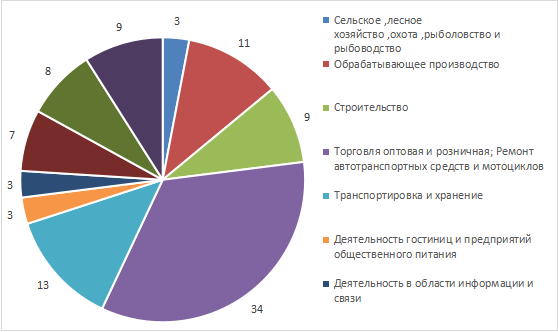 3
11
9
34
13
3
3
7
8
9
Сельское ,лесное
хозяйство ,охота ,рыболовство и
рыбоводство
Обрабатывающее производство
Строительство
Торговля оптовая и розничная; Ремонт
автотранспортных средств и мотоциклов
Транспортировка и хранение
Деятельность гостиниц и предприятий
общественного питания
Деятельность в области информации и
связи